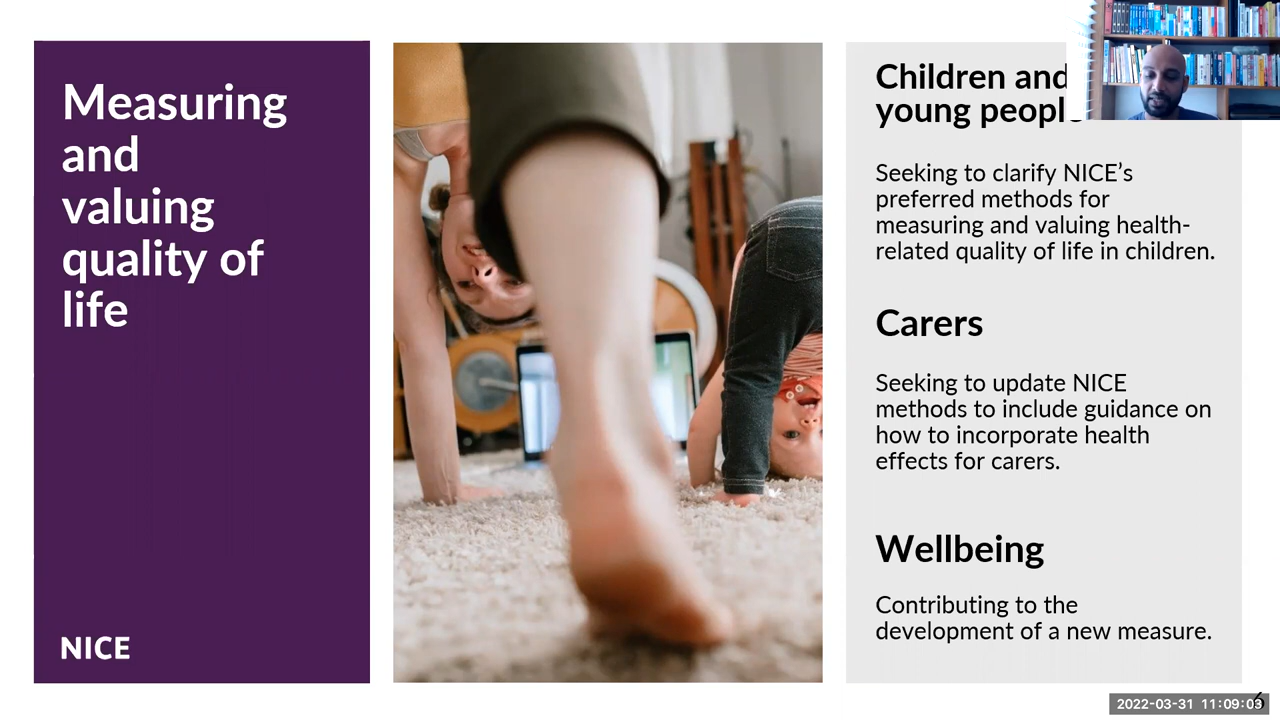 Measuring
and
valuing
quality of
life
NICE
Children and
young people
Seeking to clarify NICE’s
preferred methods for
measuring and valuing health-
related quality of life in children.
Carers
Seeking to update NICE
methods to include guidance on
how to incorporate health
effects for carers.
Wellbeing
Contributing to the
development of a new measure.
2022-03-31 11:09:03
6